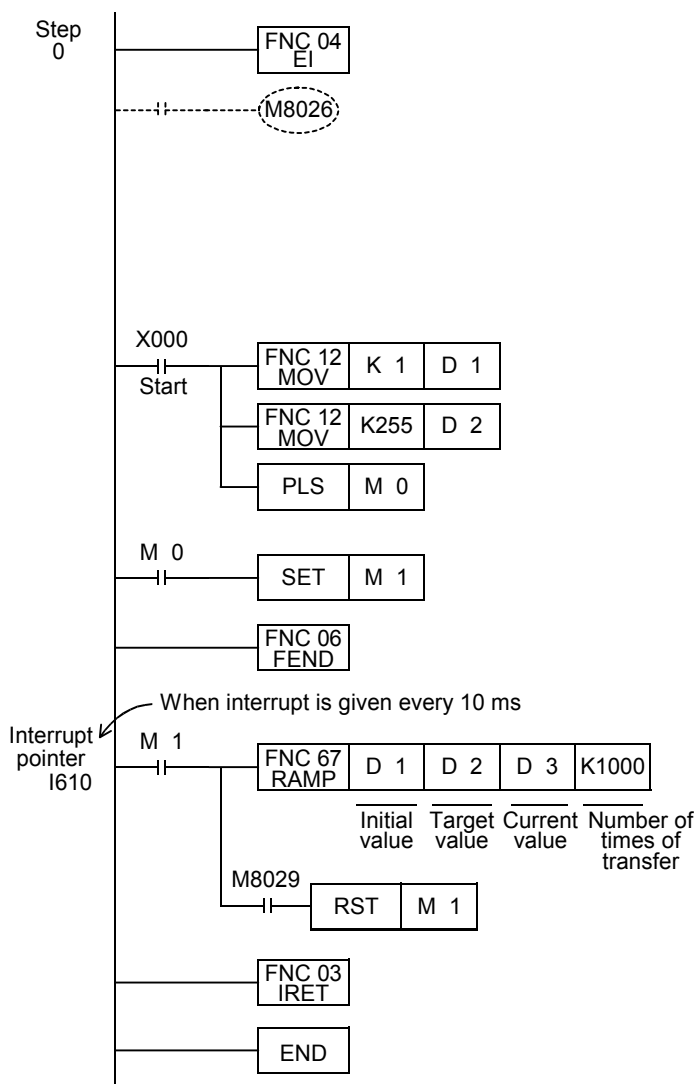 Step
0
FNC 04
EI
M8026
X000
Start
FNC 12
MOV
K 1
D 1
FNC 12
MOV
K255
D 2
PLS
M 0
M 0
SET
M 1
FNC 06
FEND
When interrupt is given every 10 ms
Interrupt
pointer
I610
M 1
FNC 67
RAMP
D 1
D 2
D 3
K1000
Initial
value
Target
value
Current
value
Number of
times of
transfer
M8029
RST
M 1
FNC 03
IRET
END